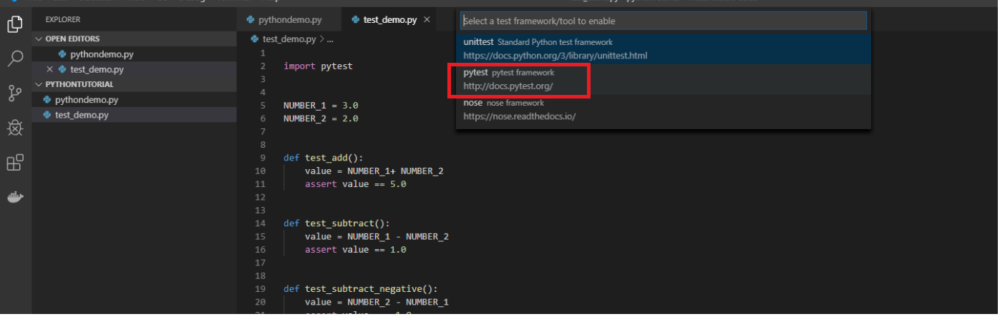 EXPLORER
OPEN EDITORS
pythondemo.py
test_demo.py
PYTHONTUTORIAL
pythondemo.py
test_demo.py
pythondemo.py test_demo.py
test_demo.py > ...
1
2 import pytest
3
4
5 NUMBER_1 = 3.0
6 NUMBER_2 = 2.0
7
8
9 def test_add():
10 value = NUMBER_1+ NUMBER_2
11 assert value == 5.0
12
13
14 def test_subtract():
15 value = NUMBER_1 - NUMBER_2
16 assert value == 1.0
17
18
19 def test_subtract_negative():
20 value = NUMBER_2 - NUMBER_1
Select a test framework/tool to enable
unittest Standard Python test framework
https://docs.python.org/3/library/unittest.html
pytest pytest framework
http://docs.pytest.org/
nose nose framework
https://nose.readthedocs.io/